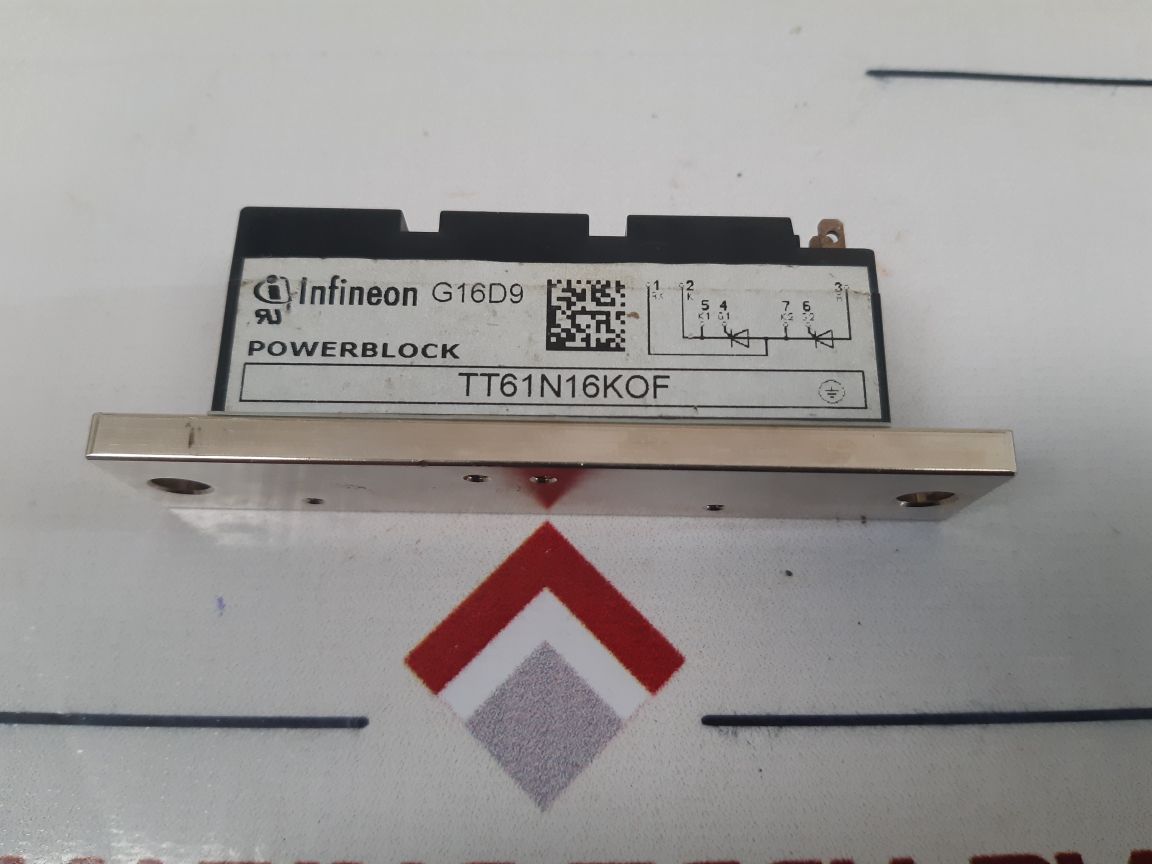 Infineon G16D9
POWERBLOCK
TT61N16KOF
1 2 3
5 4 7 6